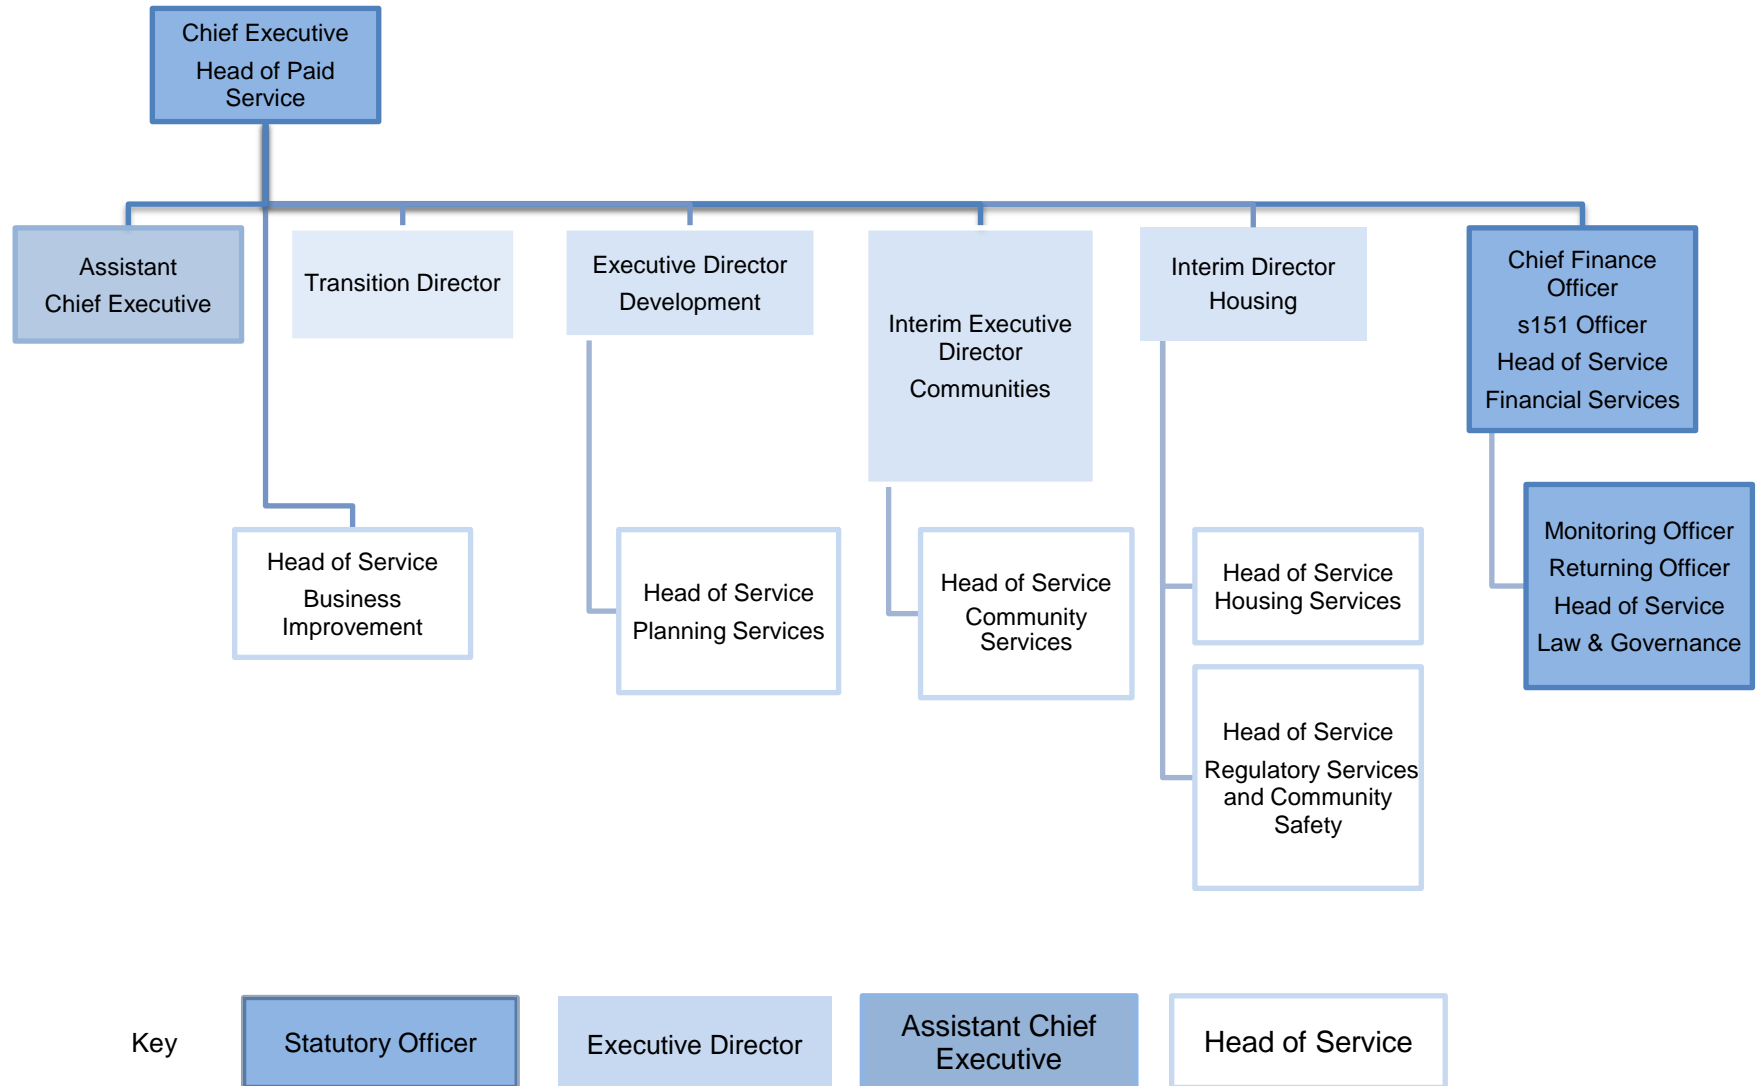 Chief Executive
Head of Paid
Service
Assistant
Chief Executive
Transition Director
Executive Director
Development
Interim Executive
Director
Communities
Interim Director
Housing
Chief Finance
Officer
s151 Officer
Head of Service
Financial Services
Head of Service
Business
Improvement
Head of Service
Planning Services
Head of Service
Community
Services
Head of Service
Housing Services
Head of Service
Regulatory Services
and Community
Safety
Monitoring Officer
Returning Officer
Head of Service
Law & Governance
Key
Statutory Officer
Executive Director
Assistant Chief
Executive
Head of Service